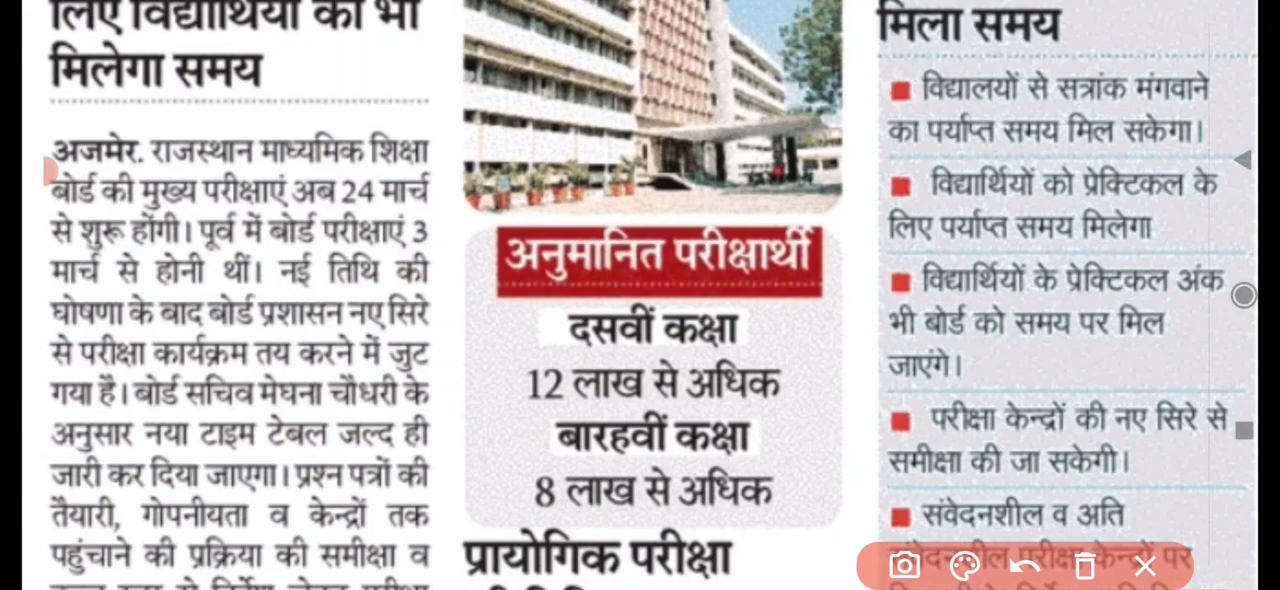 लिए विद्यार्थियों को भी
मिलेगा समय
अजमेर. राजस्थान माध्यमिक शिक्षा
बोर्ड की मुख्य परीक्षाएं अब 24 मार्च
से शुरू होंगी। पूर्व में बोर्ड परीक्षाएं 3
मार्च से होनी थीं। नई तिथि की
घोषणा के बाद बोर्ड प्रशासन नए सिरे
से परीक्षा कार्यक्रम तय करने में जुट
गया है। बोर्ड सचिव मेघना चौधरी के
अनुसार नया टाइम टेबल जल्द ही
जारी कर दिया जाएगा। प्रश्न पत्रों की
तैयारी, गोपनीयता व केन्द्रों तक
पहुंचाने की प्रक्रिया की समीक्षा व
अनुमानित परीक्षार्थी
दसवीं कक्षा
12 लाख से अधिक
बारहवीं कक्षा
8 लाख से अधिक
प्रायोगिक परीक्षा
मिला समय
विद्यालयों से सत्रांक मंगवाने
का पर्याप्त समय मिल सकेगा।
विद्यार्थियों को प्रेक्टिकल के
लिए पर्याप्त समय मिलेगा
विद्यार्थियों के प्रेक्टिकल अंक
भी बोर्ड को समय पर मिल
जाएंगे।
परीक्षा केन्द्रों की नए सिरे से
समीक्षा की जा सकेगी।
संवेदनशील व अति
परीक्षा केन्द्रों पर